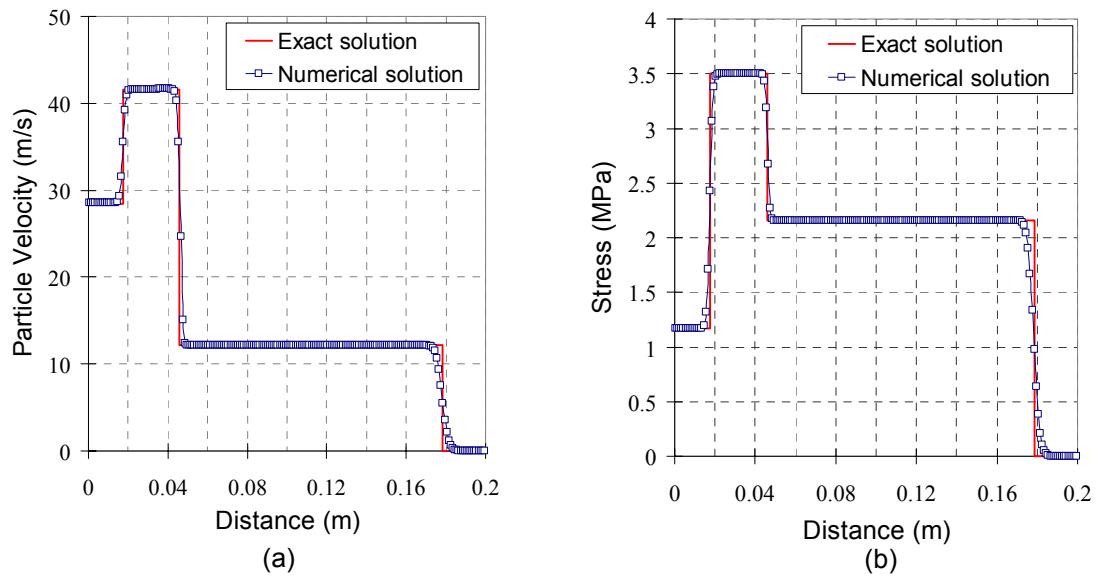 50
40
30
20
10
0
Particle Velocity (m/s)
Exact solution
Numerical solution
0 0.04 0.08 0.12 0.16 0.2
Distance (m)
(a)
4
3.5
3
2.5
2
1.5
1
0.5
0
Stress (MPa)
Exact solution
Numerical solution
0 0.04 0.08 0.12 0.16 0.2
Distance (m)
(b)